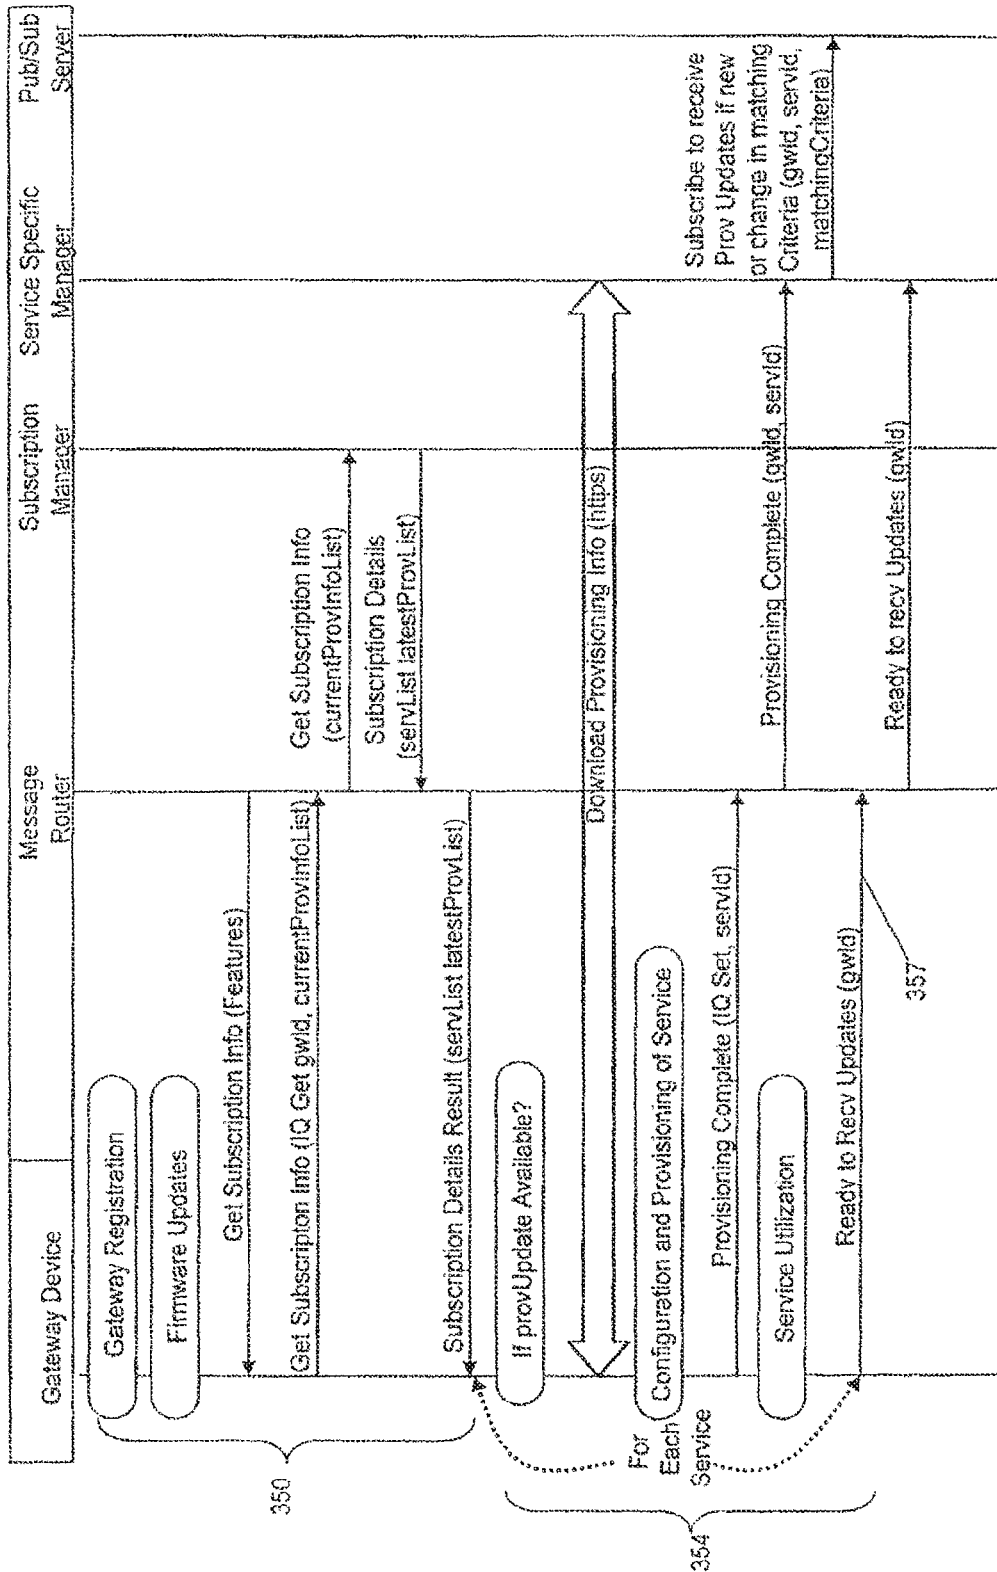 Gateway Device
Message
Router
Subscription
Manager
Service Specific
Manager
Pub/Sub
Server
Gateway Registration
Firmware Updates
Get Subscription Info (Features)
Get Subscripton Info (IQ Get gwId, currentProvInfoList)
Get Subscription Info
(currentProvInfoList)
Subscription Details
(servList latestProvList)
Subscription Details Result (servList latestProvList)
350
If provUpdate Available?
Download Provisioning Info (https)
For
Each
Service
Configuration and Provisioning of Service
Provisioning Complete (IQ Set, servId)
Provisioning Complete (gwId, servId)
Subscribe to receive
Prov Updates if new
or change in matching
Criteria (gwId, servId,
matchingCriteria)
Service Utilization
Ready to Recv Updates (gwId)
Ready to recv Updates (gwId)
354
357